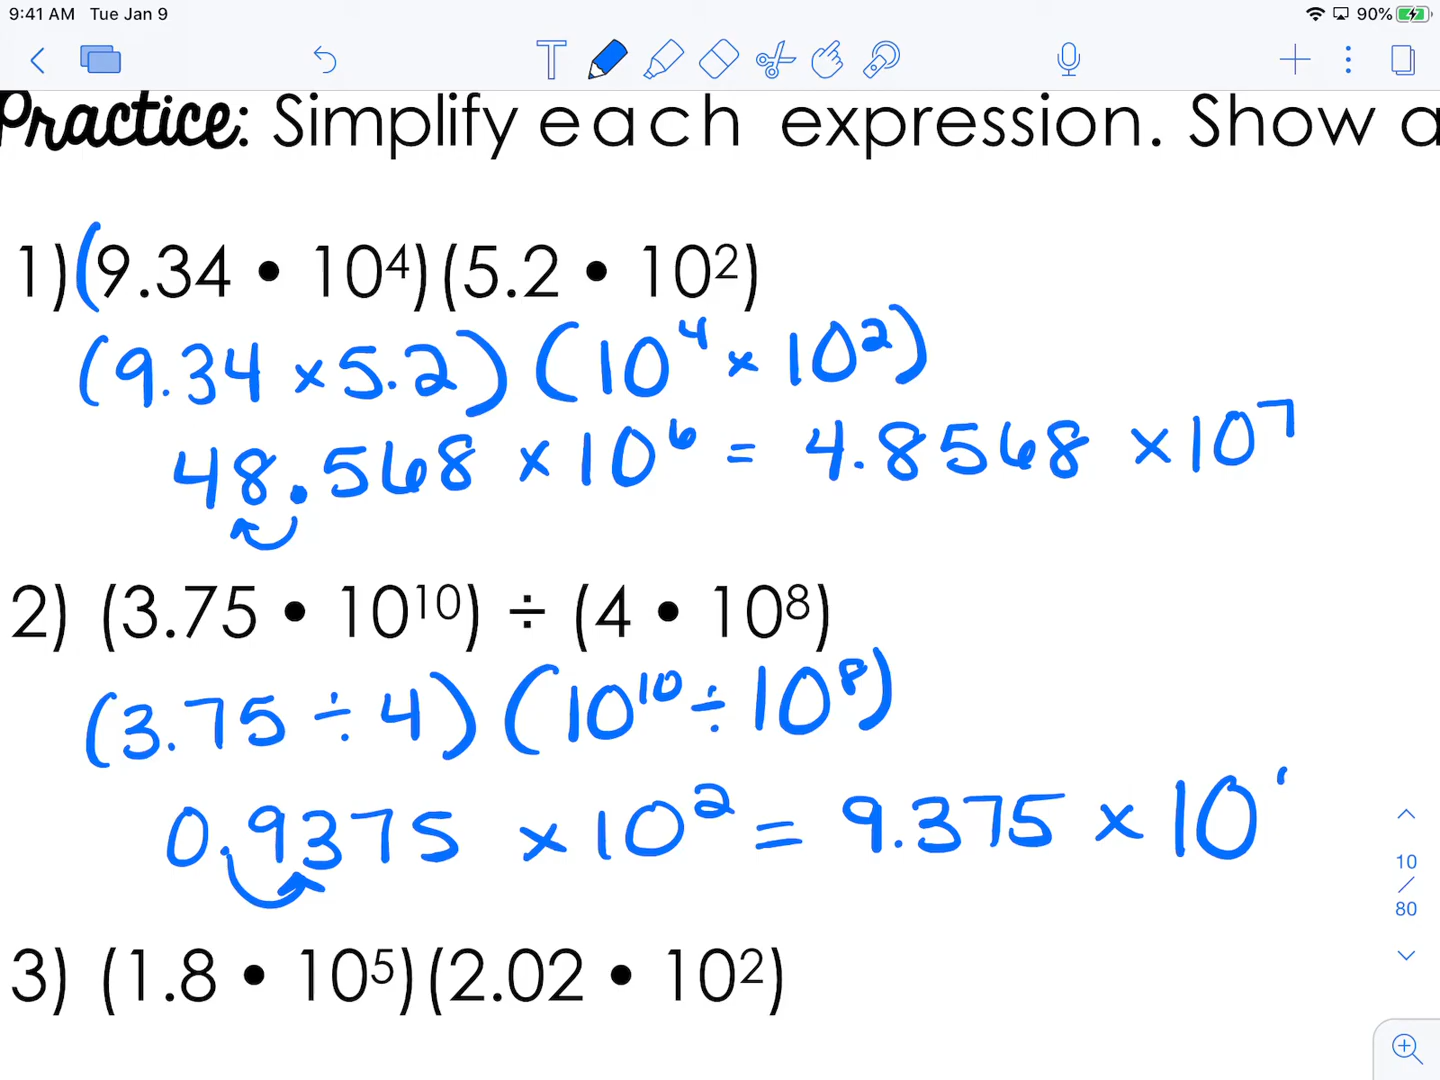 9:41 AM Tue Jan 9 90%
T
Practice: Simplify each expression. Show a
1) (9.34 • 10⁴)(5.2 • 10²)
(9.34 × 5.2) (10⁴ × 10²)
48.568 × 10⁶ = 4.8568 × 10⁷
2) (3.75 • 10¹⁰) ÷ (4 • 10⁸)
(3.75 ÷ 4) (10¹⁰ ÷ 10⁸)
0.9375 × 10² = 9.375 × 10
10
/
80
3) (1.8 • 10⁵)(2.02 • 10²)